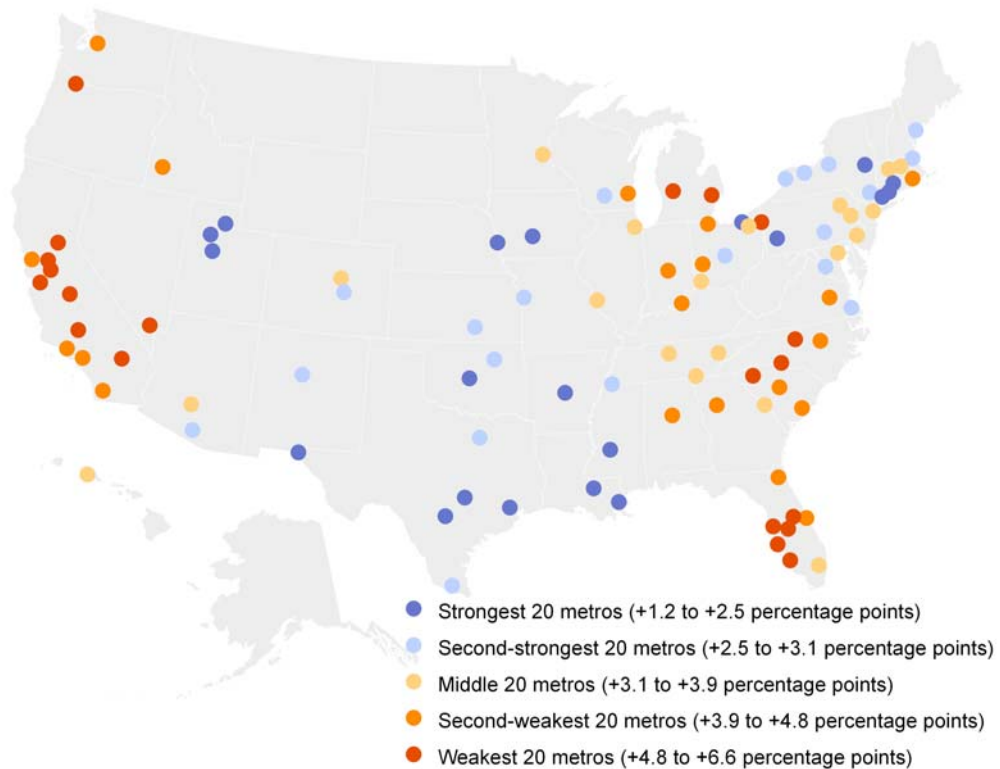 Strongest 20 metros (+1.2 to +2.5 percentage points)
Second-strongest 20 metros (+2.5 to +3.1 percentage points)
Middle 20 metros (+3.1 to +3.9 percentage points)
Second-weakest 20 metros (+3.9 to +4.8 percentage points)
Weakest 20 metros (+4.8 to +6.6 percentage points)